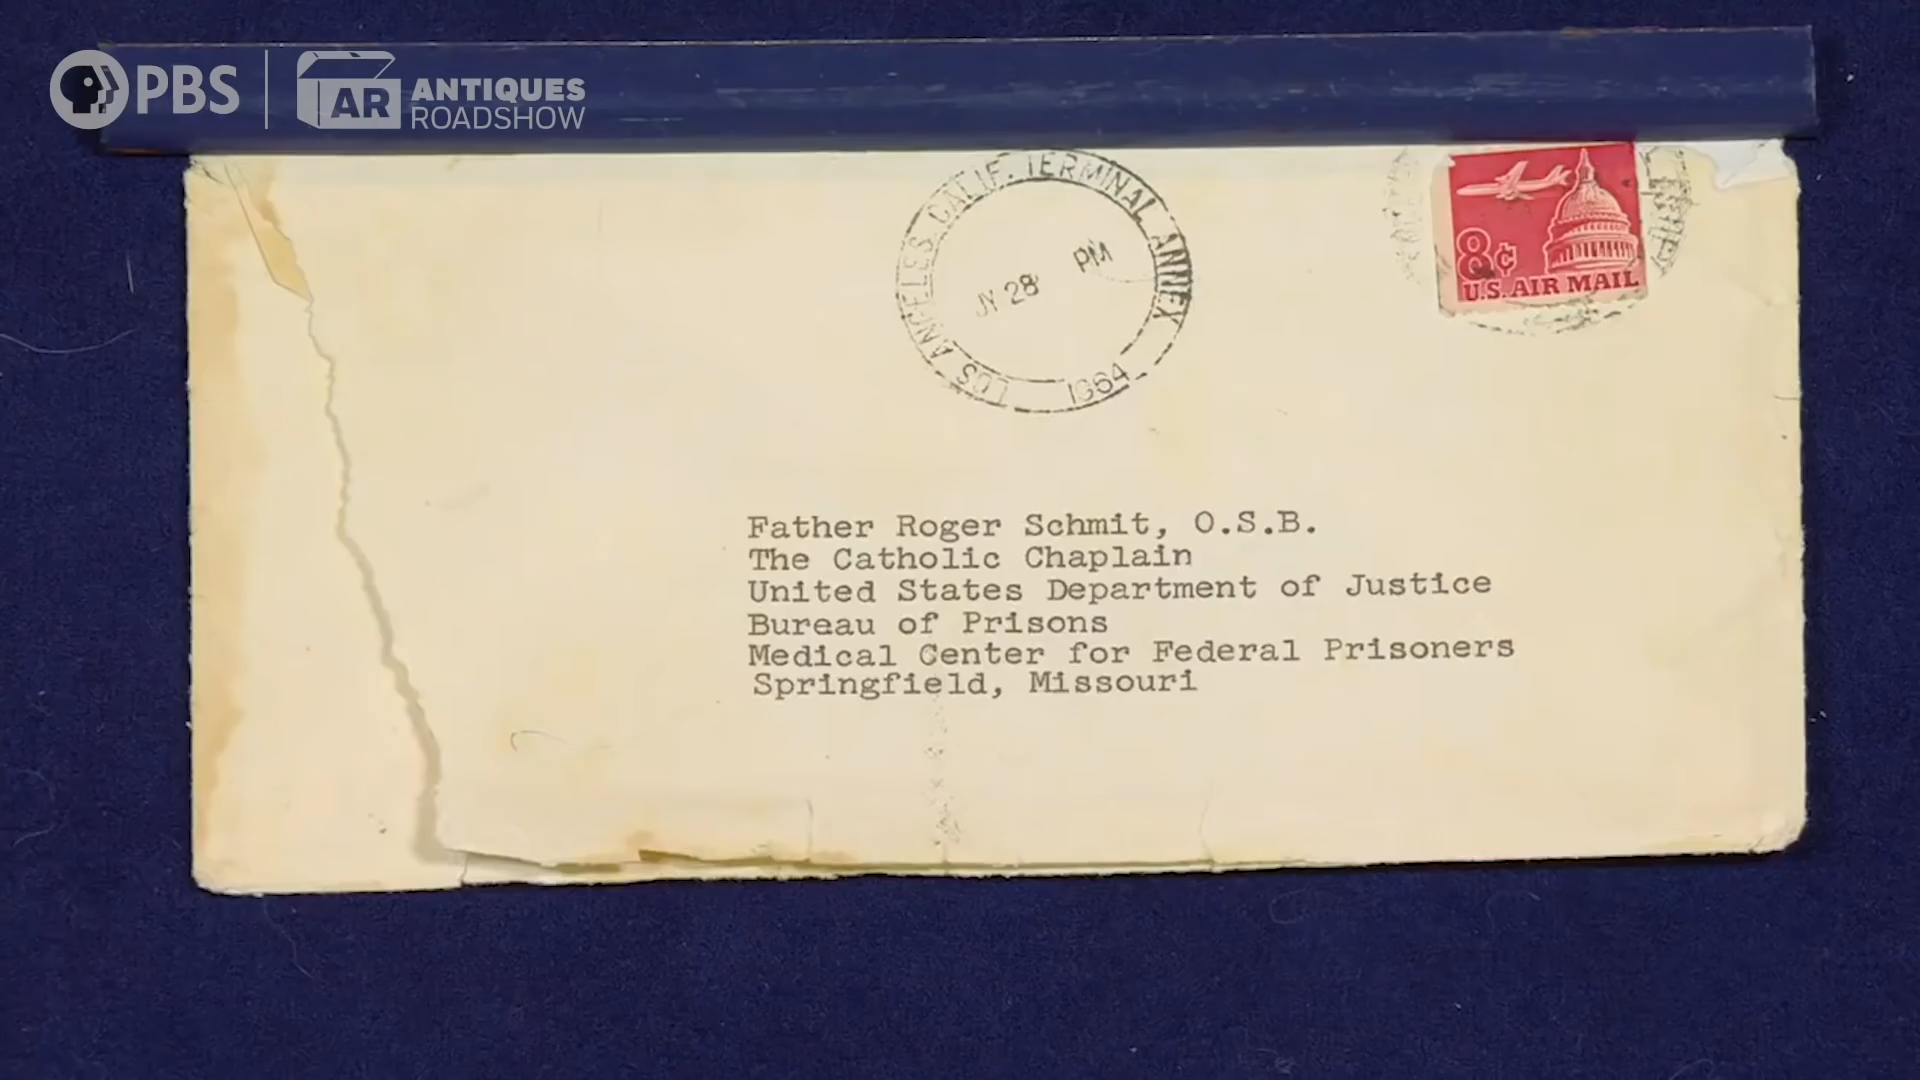 PBS
AR
ANTIQUES
ROADSHOW
LOS ANGELES, CALIF. TERMINAL ANNEX
PM
JY 28
1964
8¢
U.S. AIR MAIL
Father Roger Schmit, O.S.B.
The Catholic Chaplain
United States Department of Justice
Bureau of Prisons
Medical Center for Federal Prisoners
Springfield, Missouri